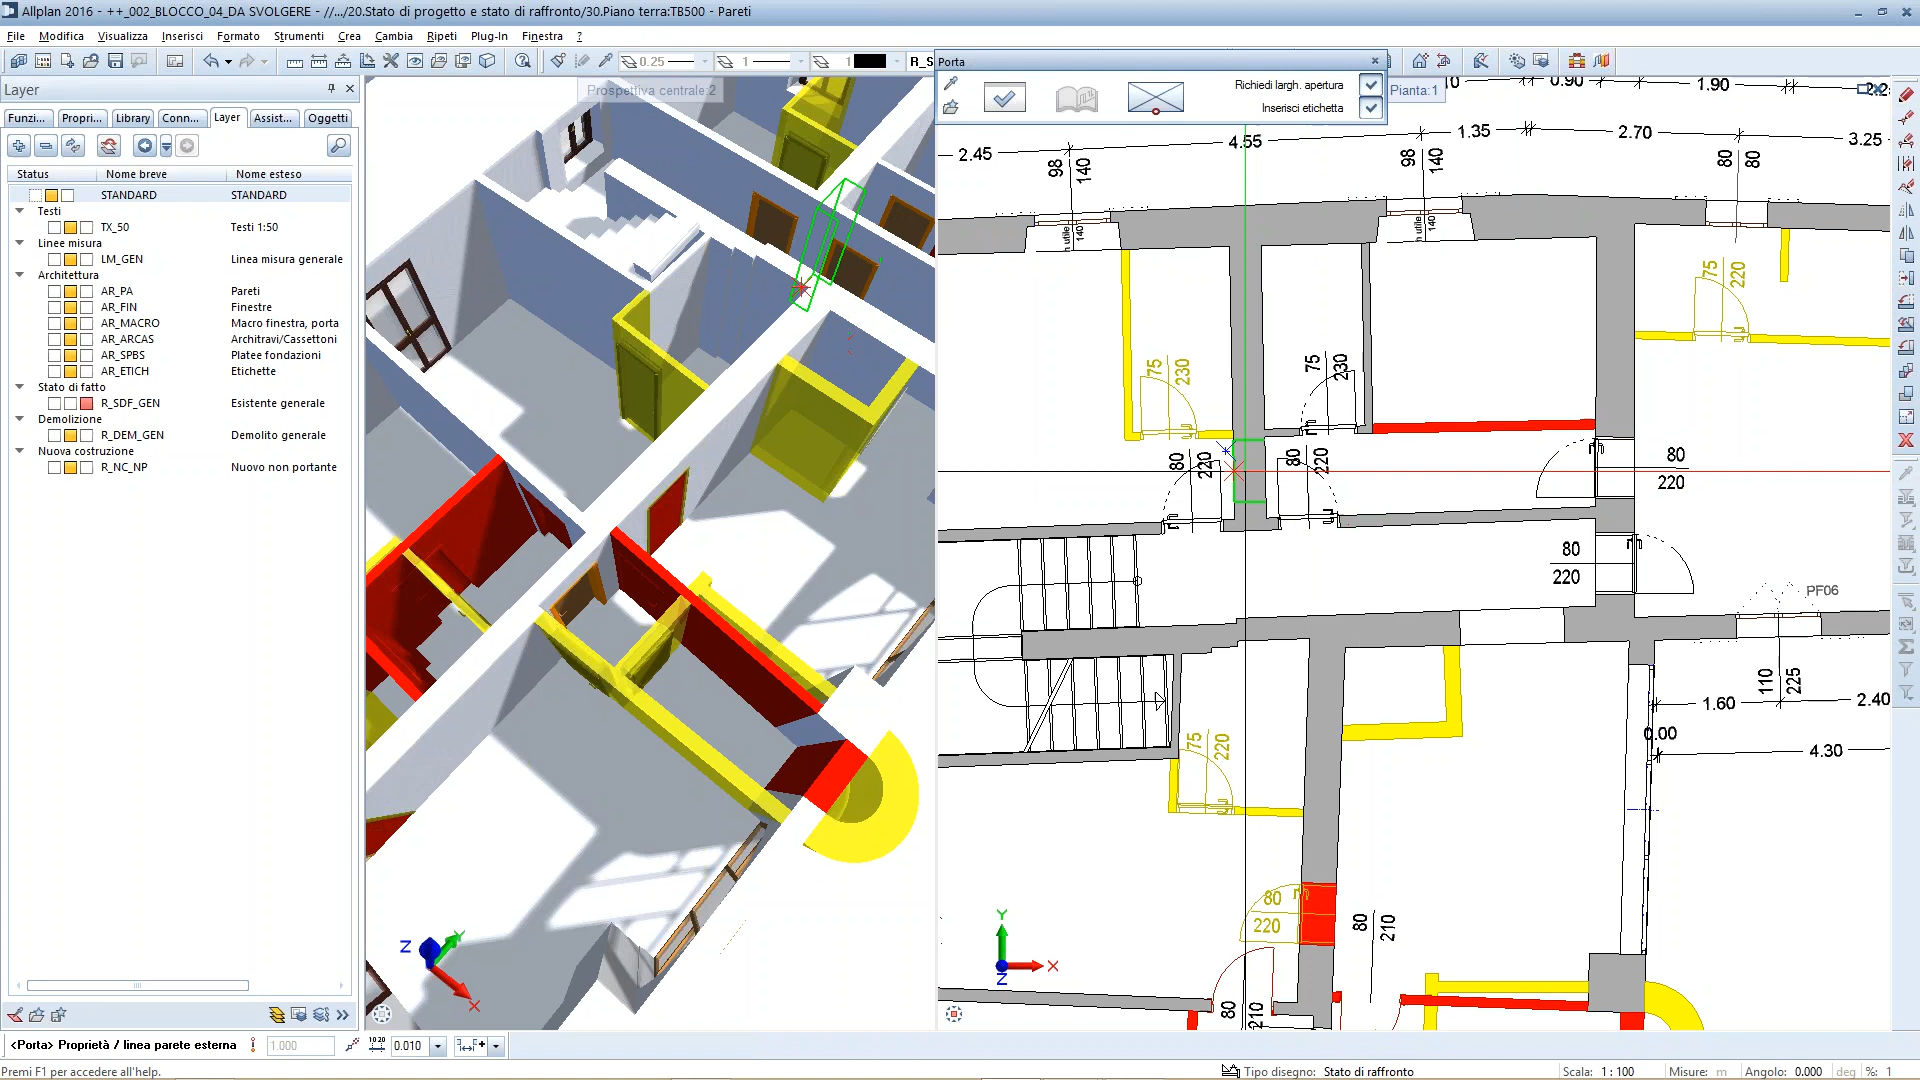 Allplan 2016 - ++_002_BLOCCO_04_DA SVOLGERE - //.../20.Stato di progetto e stato di raffronto/30.Piano terra:TB500 - Pareti
File Modifica Visualizza Inserisci Formato Strumenti Crea Cambia Ripeti Plug-In Finestra ?
0.25 1 1 R_S
Porta
Richiedi largh. apertura
Inserisci etichetta
Layer
Funzi... Propri... Library Conn... Layer Assist... Oggetti
Status Nome breve Nome esteso
STANDARD STANDARD
Testi
TX_50 Testi 1:50
Linee misura
LM_GEN Linea misura generale
Architettura
AR_PA Pareti
AR_FIN Finestre
AR_MACRO Macro finestra, porta
AR_ARCAS Architravi/Cassettoni
AR_SPBS Platee fondazioni
AR_ETICH Etichette
Stato di fatto
R_SDF_GEN Esistente generale
Demolizione
R_DEM_GEN Demolito generale
Nuova costruzione
R_NC_NP Nuovo non portante
Prospettiva centrale:2
Z Y X
Pianta:1
0.90 1.90
2.45 4.55 1.35 2.70 3.25
98 140 98 140 80 80
140 140
75 220
75 230 75 230
80 220 80 220 80 220
80 220
PF06
110 225
1.60 2.40
0.00
4.30
75 220
80 220
80 210
80 210
Y X Z
<Porta> Proprietà / linea parete esterna 1.000 0.010
Premi F1 per accedere all'help. Tipo disegno: Stato di raffronto Scala: 1 : 100 Misure: m Angolo: 0.000 deg %: 1